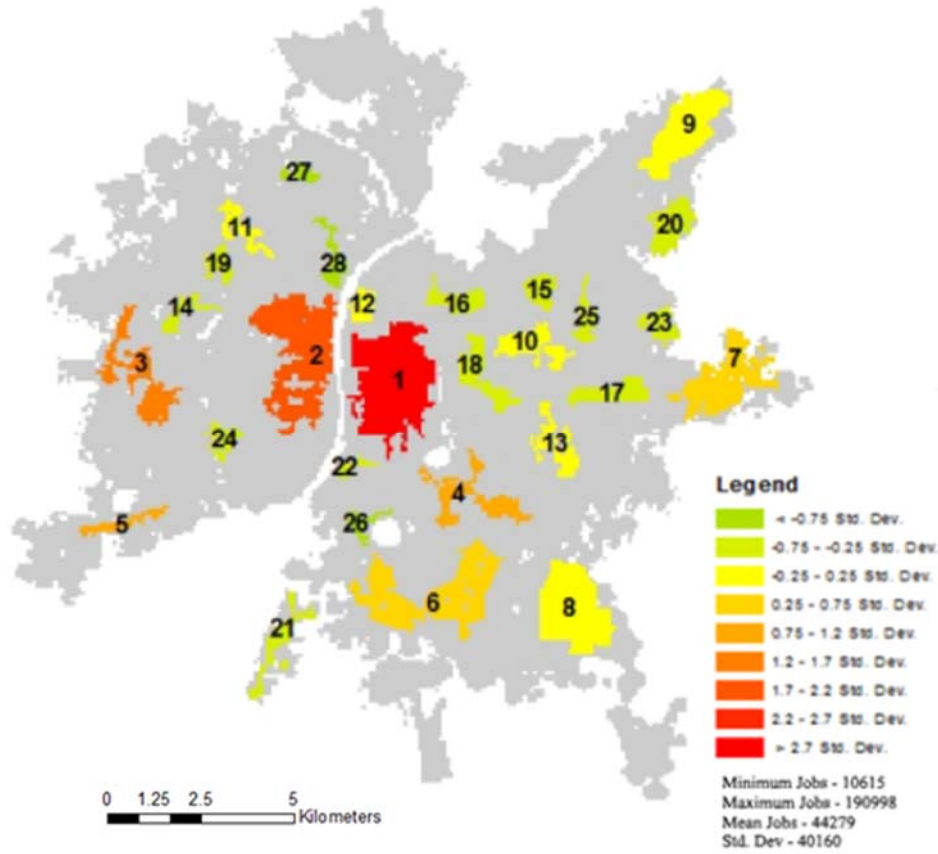 9
27
11
20
19
28
14
12
16
15
25
23
3
2
10
7
1
18
17
24
22
13
4
5
26
6
8
21
Legend
< -0.75 Std. Dev.
-0.75 - -0.25 Std. Dev.
-0.25 - 0.25 Std. Dev.
0.25 - 0.75 Std. Dev.
0.75 - 1.2 Std. Dev.
1.2 - 1.7 Std. Dev.
1.7 - 2.2 Std. Dev.
2.2 - 2.7 Std. Dev.
> 2.7 Std. Dev.
Minimum Jobs - 10615
Maximum Jobs - 190998
Mean Jobs - 44279
Std. Dev - 40160
0 1.25 2.5 5
Kilometers